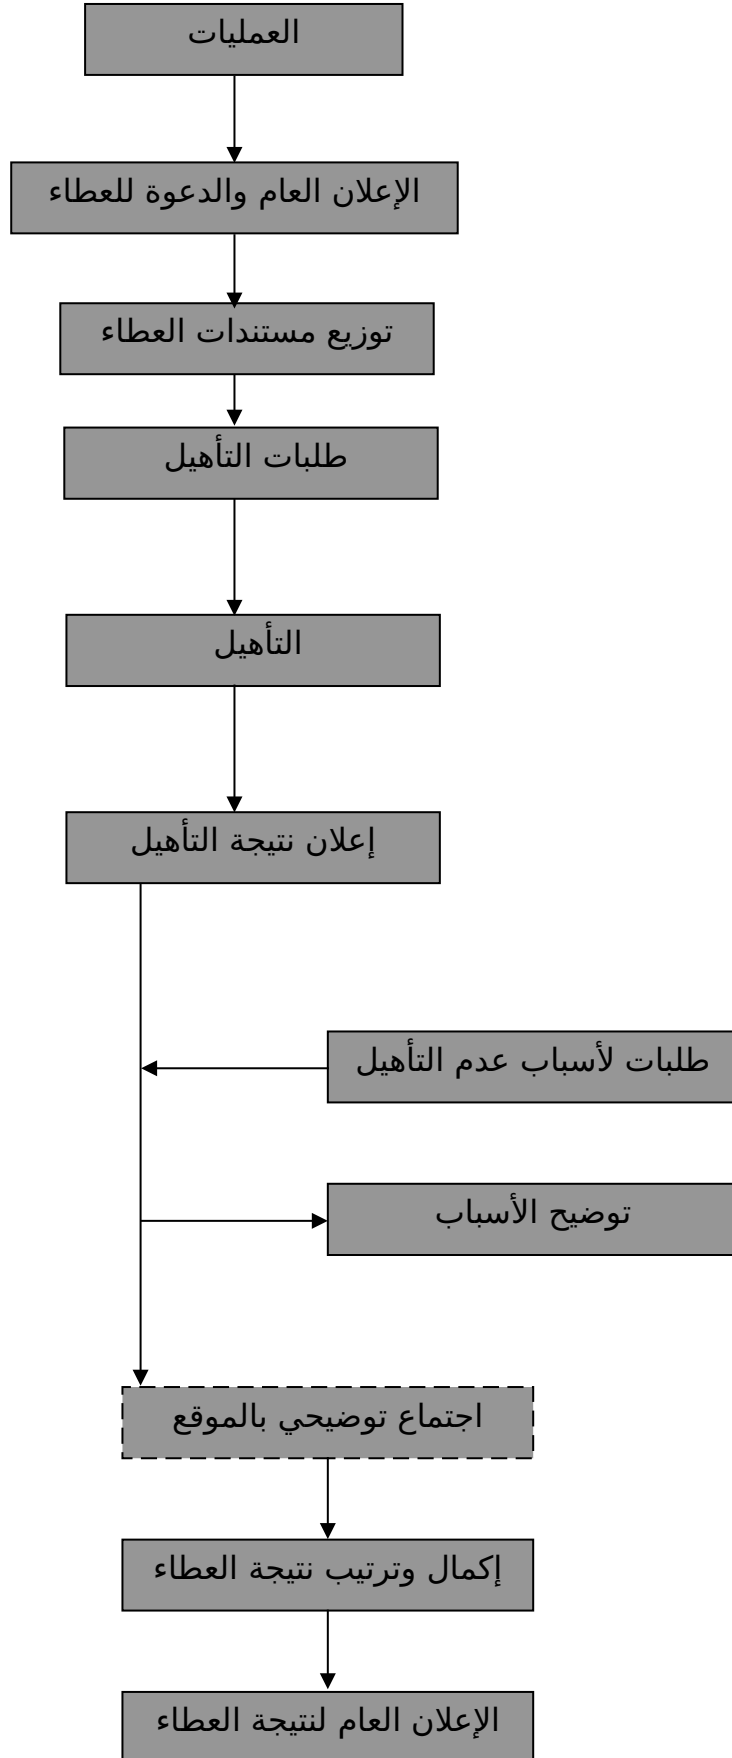 العمليات
الإعلان العام والدعوة للعطاء
توزيع مستندات العطاء
طلبات التأهيل
التأهيل
إعلان نتيجة التأهيل
طلبات لأسباب عدم التأهيل
توضيح الأسباب
اجتماع توضيحي بالموقع
إكمال وترتيب نتيجة العطاء
الإعلان العام لنتيجة العطاء